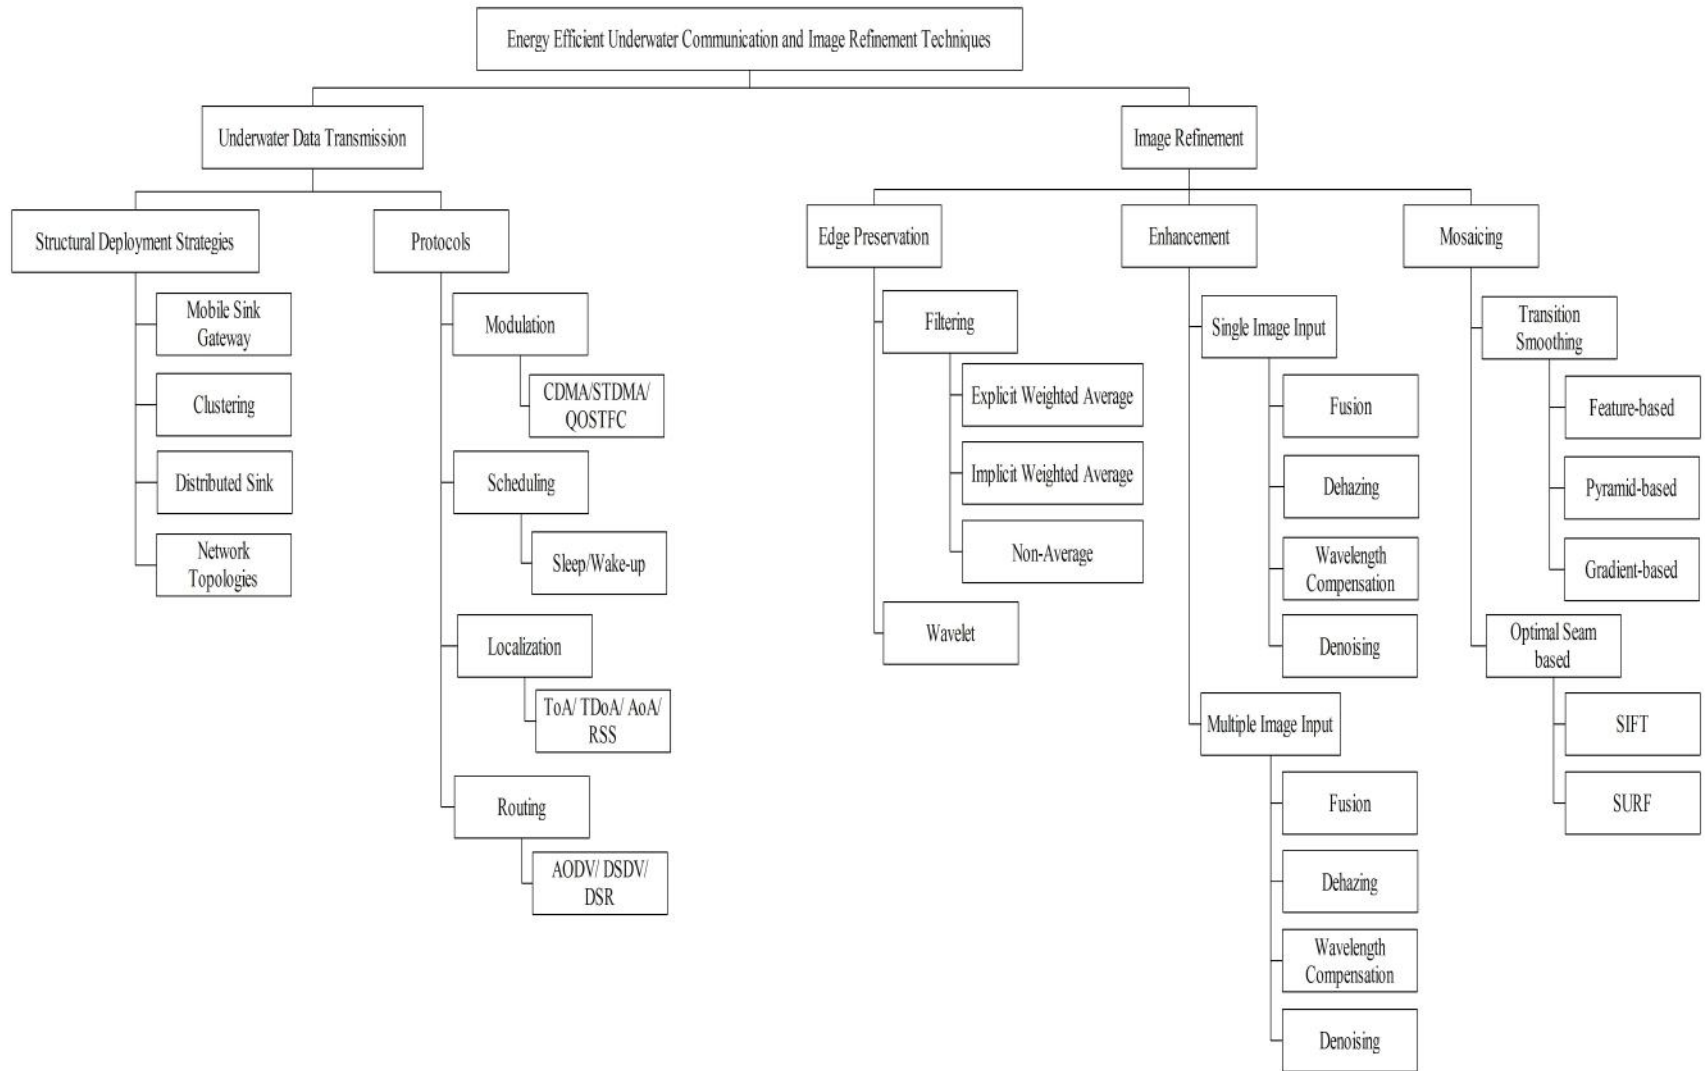 Energy Efficient Underwater Communication and Image Refinement Techniques
Underwater Data Transmission
Image Refinement
Structural Deployment Strategies
Protocols
Edge Preservation
Enhancement
Mosaicing
Mobile Sink
Gateway
Clustering
Distributed Sink
Network
Topologies
Modulation
CDMA/STDMA/
QOSTFC
Scheduling
Sleep/Wake-up
Localization
ToA/ TDoA/ AoA/
RSS
Routing
AODV/ DSDV/
DSR
Filtering
Explicit Weighted Average
Implicit Weighted Average
Non-Average
Wavelet
Single Image Input
Fusion
Dehazing
Wavelength
Compensation
Denoising
Multiple Image Input
Fusion
Dehazing
Wavelength
Compensation
Denoising
Transition
Smoothing
Feature-based
Pyramid-based
Gradient-based
Optimal Seam
based
SIFT
SURF